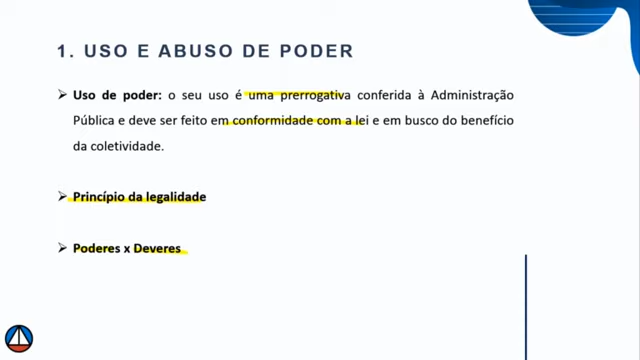 1. USO E ABUSO DE PODER
Uso de poder: o seu uso é uma prerrogativa conferida à Administração
Pública e deve ser feito em conformidade com a lei e em busco do benefício
da coletividade.
Princípio da legalidade
Poderes x Deveres